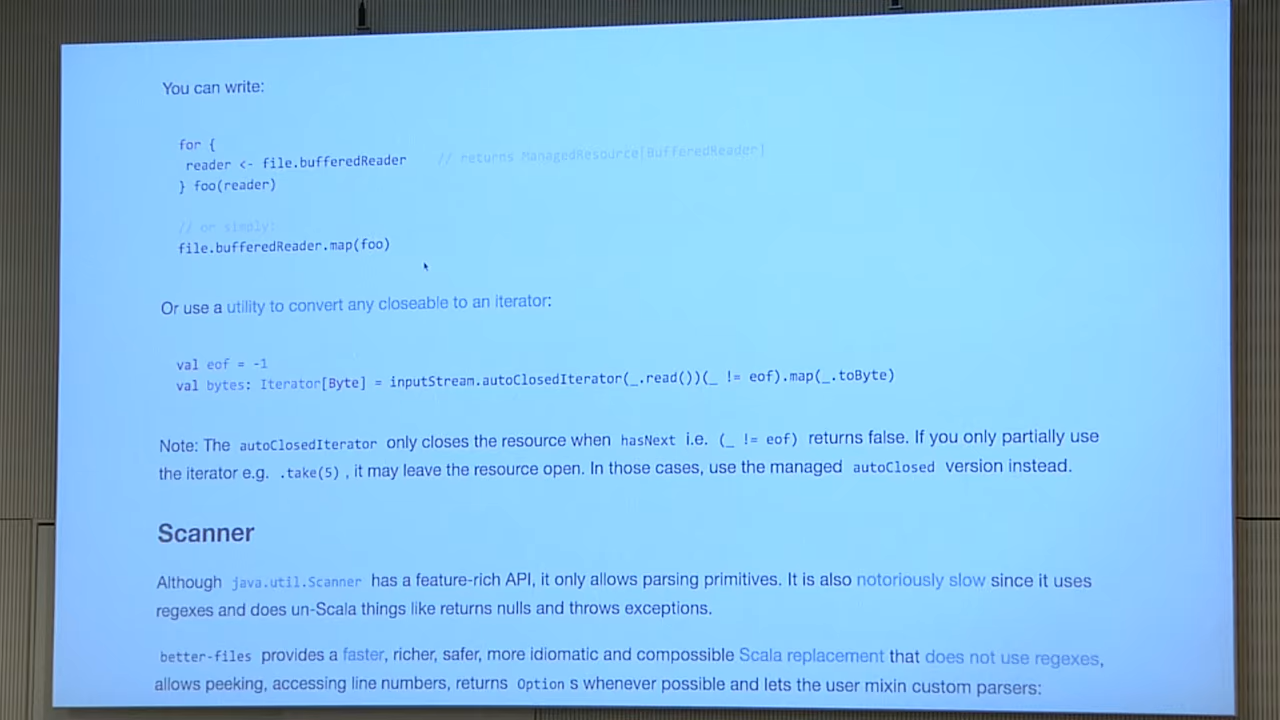 You can write:
for {
reader <- file.bufferedReader // returns ManagedResource[BufferedReader]
} foo(reader)
// or simply:
file.bufferedReader.map(foo)
Or use a utility to convert any closeable to an iterator:
val eof = -1
val bytes: Iterator[Byte] = inputStream.autoClosedIterator(_.read())(_ != eof).map(_.toByte)
Note: The autoClosedIterator only closes the resource when hasNext i.e. (_ != eof) returns false. If you only partially use
the iterator e.g. .take(5) , it may leave the resource open. In those cases, use the managed autoClosed version instead.
Scanner
Although java.util.Scanner has a feature-rich API, it only allows parsing primitives. It is also notoriously slow since it uses
regexes and does un-Scala things like returns nulls and throws exceptions.
better-files provides a faster, richer, safer, more idiomatic and compossible Scala replacement that does not use regexes,
allows peeking, accessing line numbers, returns Option s whenever possible and lets the user mixin custom parsers: